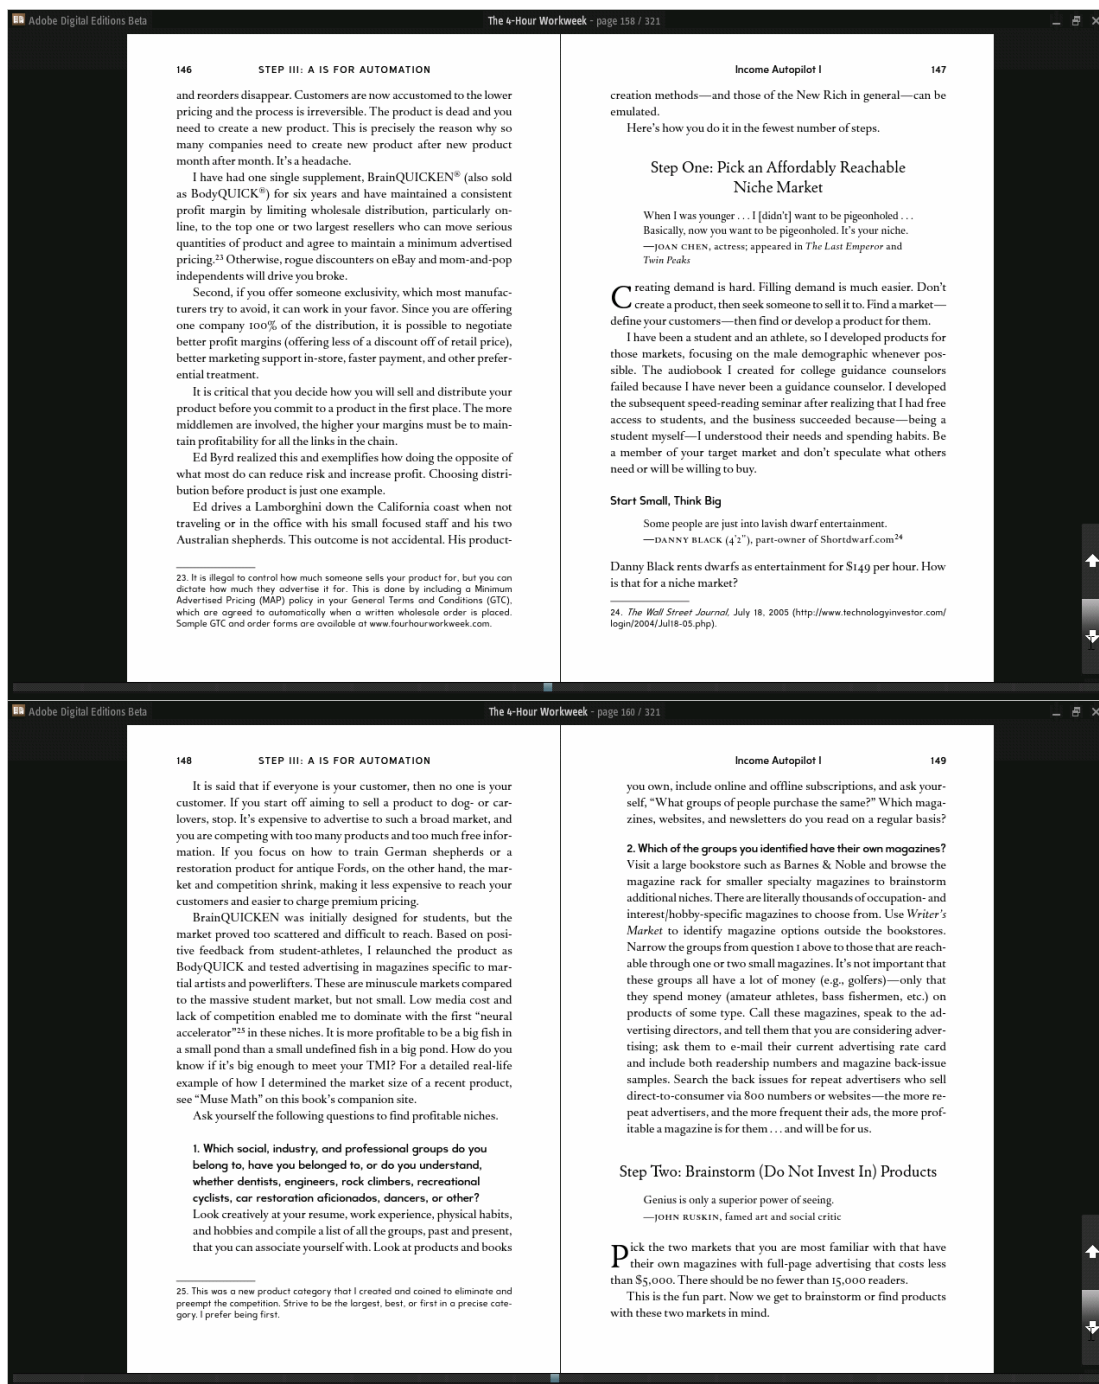 Adobe Digital Editions Beta
The 4-Hour Workweek - page 158 / 321
146 STEP III: A IS FOR AUTOMATION
and reorders disappear. Customers are now accustomed to the lower
pricing and the process is irreversible. The product is dead and you
need to create a new product. This is precisely the reason why so
many companies need to create new product after new product
month after month. It's a headache.
I have had one single supplement, BrainQUICKEN® (also sold
as BodyQUICK®) for six years and have maintained a consistent
profit margin by limiting wholesale distribution, particularly on-
line, to the top one or two largest resellers who can move serious
quantities of product and agree to maintain a minimum advertised
pricing.23 Otherwise, rogue discounters on eBay and mom-and-pop
independents will drive you broke.
Second, if you offer someone exclusivity, which most manufac-
turers try to avoid, it can work in your favor. Since you are offering
one company 100% of the distribution, it is possible to negotiate
better profit margins (offering less of a discount off of retail price),
better marketing support in-store, faster payment, and other prefer-
ential treatment.
It is critical that you decide how you will sell and distribute your
product before you commit to a product in the first place. The more
middlemen are involved, the higher your margins must be to main-
tain profitability for all the links in the chain.
Ed Byrd realized this and exemplifies how doing the opposite of
what most do can reduce risk and increase profit. Choosing distri-
bution before product is just one example.
Ed drives a Lamborghini down the California coast when not
traveling or in the office with his small focused staff and his two
Australian shepherds. This outcome is not accidental. His product-
23. It is illegal to control how much someone sells your product for, but you can
dictate how much they advertise it for. This is done by including a Minimum
Advertised Pricing (MAP) policy in your General Terms and Conditions (GTC),
which are agreed to automatically when a written wholesale order is placed.
Sample GTC and order forms are available at www.fourhourworkweek.com.
Income Autopilot I 147
creation methods—and those of the New Rich in general—can be
emulated.
Here's how you do it in the fewest number of steps.
Step One: Pick an Affordably Reachable
Niche Market
When I was younger . . . I [didn't] want to be pigeonholed . . .
Basically, now you want to be pigeonholed. It's your niche.
—JOAN CHEN, actress; appeared in The Last Emperor and
Twin Peaks
Creating demand is hard. Filling demand is much easier. Don't
create a product, then seek someone to sell it to. Find a market—
define your customers—then find or develop a product for them.
I have been a student and an athlete, so I developed products for
those markets, focusing on the male demographic whenever pos-
sible. The audiobook I created for college guidance counselors
failed because I have never been a guidance counselor. I developed
the subsequent speed-reading seminar after realizing that I had free
access to students, and the business succeeded because—being a
student myself—I understood their needs and spending habits. Be
a member of your target market and don't speculate what others
need or will be willing to buy.
Start Small, Think Big
Some people are just into lavish dwarf entertainment.
—DANNY BLACK (4'2"), part-owner of Shortdwarf.com24
Danny Black rents dwarfs as entertainment for $149 per hour. How
is that for a niche market?
24. The Wall Street Journal, July 18, 2005 (http://www.technologyinvestor.com/
login/2004/Jul18-05.php).
Adobe Digital Editions Beta
The 4-Hour Workweek - page 160 / 321
148 STEP III: A IS FOR AUTOMATION
It is said that if everyone is your customer, then no one is your
customer. If you start off aiming to sell a product to dog- or car-
lovers, stop. It's expensive to advertise to such a broad market, and
you are competing with too many products and too much free infor-
mation. If you focus on how to train German shepherds or a
restoration product for antique Fords, on the other hand, the mar-
ket and competition shrink, making it less expensive to reach your
customers and easier to charge premium pricing.
BrainQUICKEN was initially designed for students, but the
market proved too scattered and difficult to reach. Based on posi-
tive feedback from student-athletes, I relaunched the product as
BodyQUICK and tested advertising in magazines specific to mar-
tial artists and powerlifters. These are minuscule markets compared
to the massive student market, but not small. Low media cost and
lack of competition enabled me to dominate with the first "neural
accelerator"25 in these niches. It is more profitable to be a big fish in
a small pond than a small undefined fish in a big pond. How do you
know if it's big enough to meet your TMI? For a detailed real-life
example of how I determined the market size of a recent product,
see "Muse Math" on this book's companion site.
Ask yourself the following questions to find profitable niches.
1. Which social, industry, and professional groups do you
belong to, have you belonged to, or do you understand,
whether dentists, engineers, rock climbers, recreational
cyclists, car restoration aficionados, dancers, or other?
Look creatively at your resume, work experience, physical habits,
and hobbies and compile a list of all the groups, past and present,
that you can associate yourself with. Look at products and books
25. This was a new product category that I created and coined to eliminate and
preempt the competition. Strive to be the largest, best, or first in a precise cate-
gory. I prefer being first.
Income Autopilot I 149
you own, include online and offline subscriptions, and ask your-
self, "What groups of people purchase the same?" Which maga-
zines, websites, and newsletters do you read on a regular basis?
2. Which of the groups you identified have their own magazines?
Visit a large bookstore such as Barnes & Noble and browse the
magazine rack for smaller specialty magazines to brainstorm
additional niches. There are literally thousands of occupation- and
interest/hobby-specific magazines to choose from. Use Writer's
Market to identify magazine options outside the bookstores.
Narrow the groups from question 1 above to those that are reach-
able through one or two small magazines. It's not important that
these groups all have a lot of money (e.g., golfers)—only that
they spend money (amateur athletes, bass fishermen, etc.) on
products of some type. Call these magazines, speak to the ad-
vertising directors, and tell them that you are considering adver-
tising; ask them to e-mail their current advertising rate card
and include both readership numbers and magazine back-issue
samples. Search the back issues for repeat advertisers who sell
direct-to-consumer via 800 numbers or websites—the more re-
peat advertisers, and the more frequent their ads, the more prof-
itable a magazine is for them . . . and will be for us.
Step Two: Brainstorm (Do Not Invest In) Products
Genius is only a superior power of seeing.
—JOHN RUSKIN, famed art and social critic
Pick the two markets that you are most familiar with that have
their own magazines with full-page advertising that costs less
than $5,000. There should be no fewer than 15,000 readers.
This is the fun part. Now we get to brainstorm or find products
with these two markets in mind.